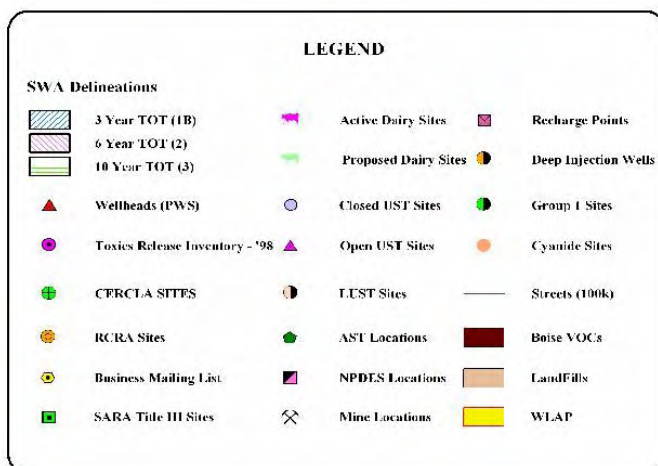 LEGEND
SWA Delineations
3 Year TOT (1B)
6 Year TOT (2)
10 Year TOT (3)
Wellheads (PWS)
Toxics Release Inventory - '98
CERCLA SITES
RCRA Sites
Business Mailing List
SARA Title III Sites
Active Dairy Sites
Proposed Dairy Sites
Closed UST Sites
Open UST Sites
LUST Sites
AST Locations
NPDES Locations
Mine Locations
Recharge Points
Deep Injection Wells
Group 1 Sites
Cyanide Sites
Streets (100k)
Boise VOCs
LandFills
WLAP